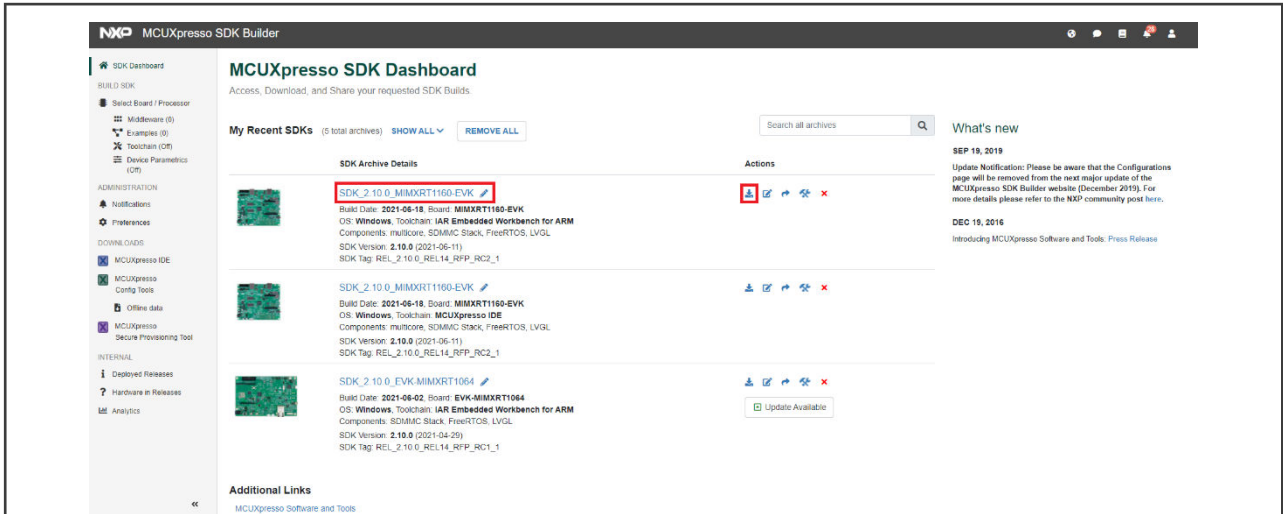 NXP MCUXpresso SDK Builder
SDK Dashboard
BUILD SDK
Select Board / Processor
Middleware (0)
Examples (0)
Toolchain (Off)
Device Parametrics
(Off)
ADMINISTRATION
Notifications
Preferences
DOWNLOADS
MCUXpresso IDE
MCUXpresso
Config Tools
Offline data
MCUXpresso
Secure Provisioning Tool
INTERNAL
Deployed Releases
Hardware in Releases
Analytics
MCUXpresso SDK Dashboard
Access, Download, and Share your requested SDK Builds.
My Recent SDKs (5 total archives) SHOW ALL REMOVE ALL
Search all archives
SDK Archive Details Actions
SDK_2.10.0_MIMXRT1160-EVK
Build Date: 2021-06-18, Board: MIMXRT1160-EVK
OS: Windows, Toolchain: IAR Embedded Workbench for ARM
Components: multicore, SDMMC Stack, FreeRTOS, LVGL
SDK Version: 2.10.0 (2021-06-11)
SDK Tag: REL_2.10.0_REL14_RFP_RC2_1
SDK_2.10.0_MIMXRT1160-EVK
Build Date: 2021-06-18, Board: MIMXRT1160-EVK
OS: Windows, Toolchain: MCUXpresso IDE
Components: multicore, SDMMC Stack, FreeRTOS, LVGL
SDK Version: 2.10.0 (2021-06-11)
SDK Tag: REL_2.10.0_REL14_RFP_RC2_1
SDK_2.10.0_EVK-MIMXRT1064
Build Date: 2021-06-02, Board: EVK-MIMXRT1064
OS: Windows, Toolchain: IAR Embedded Workbench for ARM
Components: SDMMC Stack, FreeRTOS, LVGL
SDK Version: 2.10.0 (2021-04-29)
SDK Tag: REL_2.10.0_REL14_RFP_RC1_1
Update Available
Additional Links
MCUXpresso Software and Tools
What's new
SEP 19, 2019
Update Notification: Please be aware that the Configurations
page will be removed from the next major update of the
MCUXpresso SDK Builder website (December 2019). For
more details please refer to the NXP community post here.
DEC 19, 2016
Introducing MCUXpresso Software and Tools: Press Release